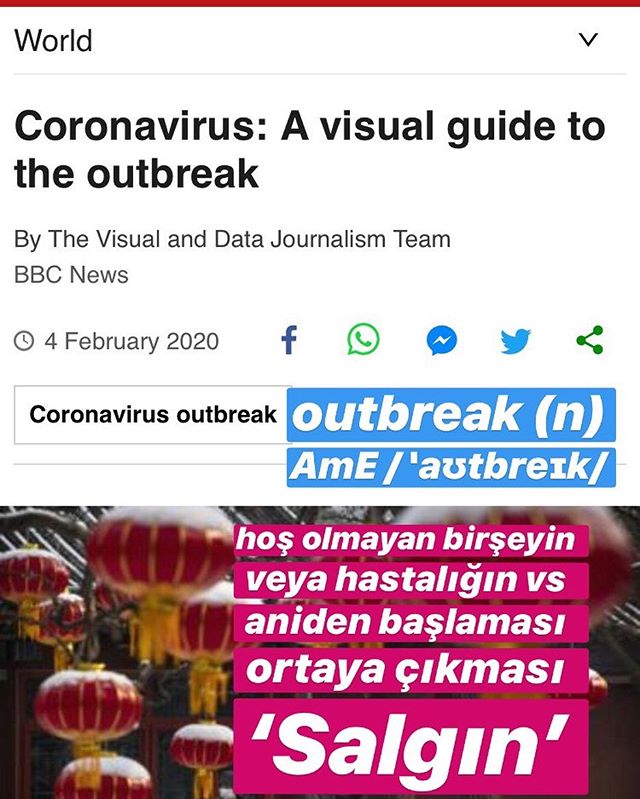 World
Coronavirus: A visual guide to
the outbreak
By The Visual and Data Journalism Team
BBC News
4 February 2020
Coronavirus outbreak
outbreak (n)
AmE /ˈaʊtbreɪk/
hoş olmayan birşeyin
veya hastalığın vs
aniden başlaması
ortaya çıkması
‘Salgın’